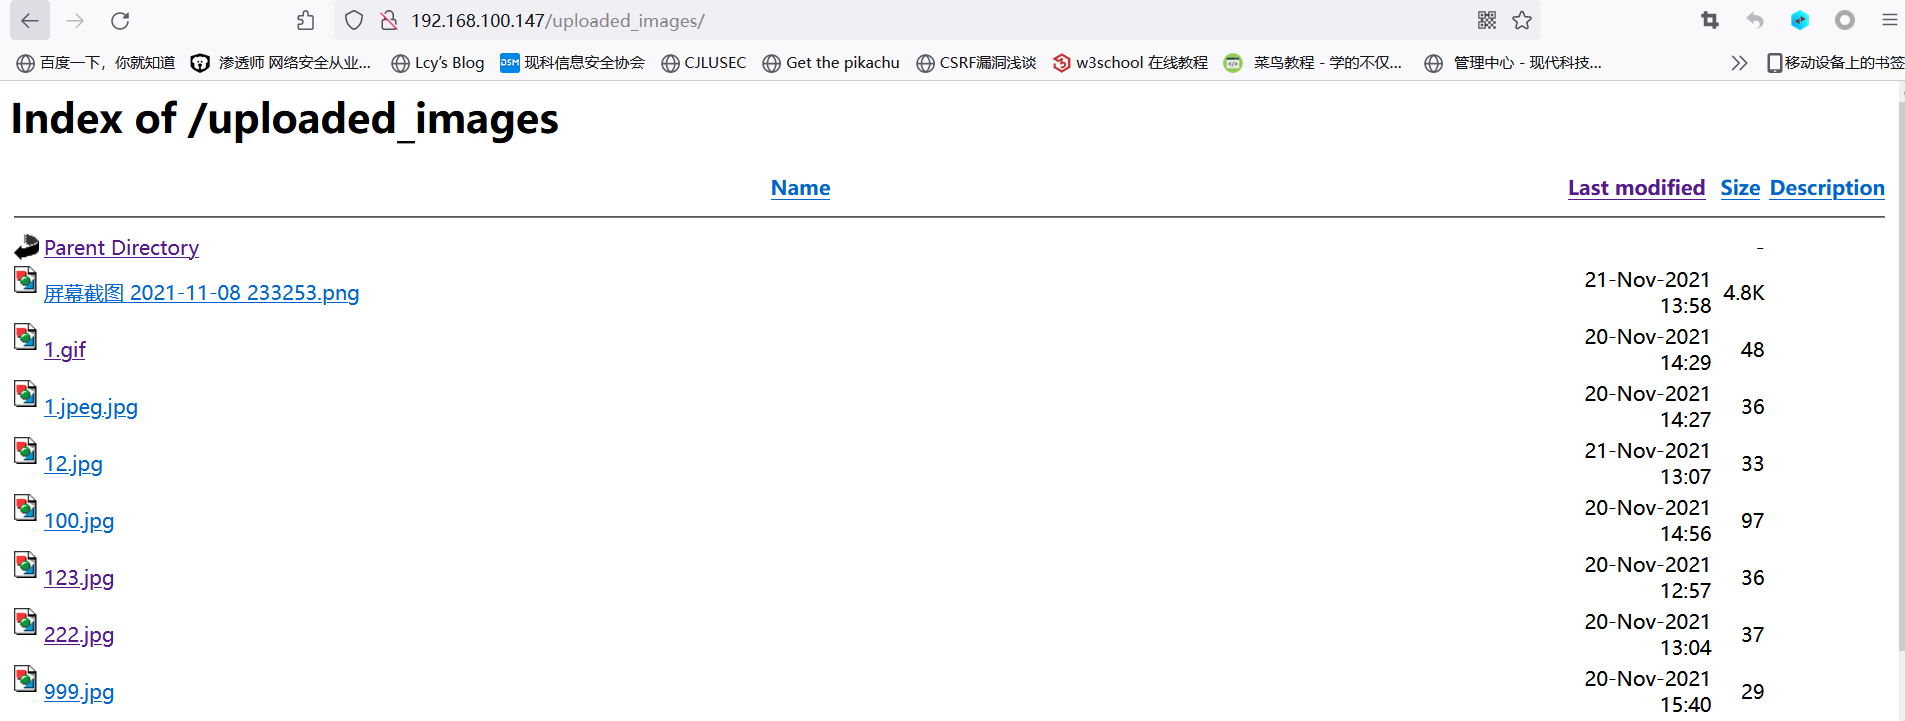 192.168.100.147/uploaded_images/
百度一下，你就知道 渗透师 网络安全从业... Lcy's Blog DSM 现科信息安全协会 CJLUSEC Get the pikachu CSRF漏洞浅谈 w3school 在线教程 菜鸟教程 - 学的不仅... 管理中心 - 现代科技... 移动设备上的书签
Index of /uploaded_images
Name Last modified Size Description
Parent Directory -
屏幕截图 2021-11-08 233253.png 21-Nov-2021 13:58 4.8K
1.gif 20-Nov-2021 14:29 48
1.jpeg.jpg 20-Nov-2021 14:27 36
12.jpg 21-Nov-2021 13:07 33
100.jpg 20-Nov-2021 14:56 97
123.jpg 20-Nov-2021 12:57 36
222.jpg 20-Nov-2021 13:04 37
999.jpg 20-Nov-2021 15:40 29